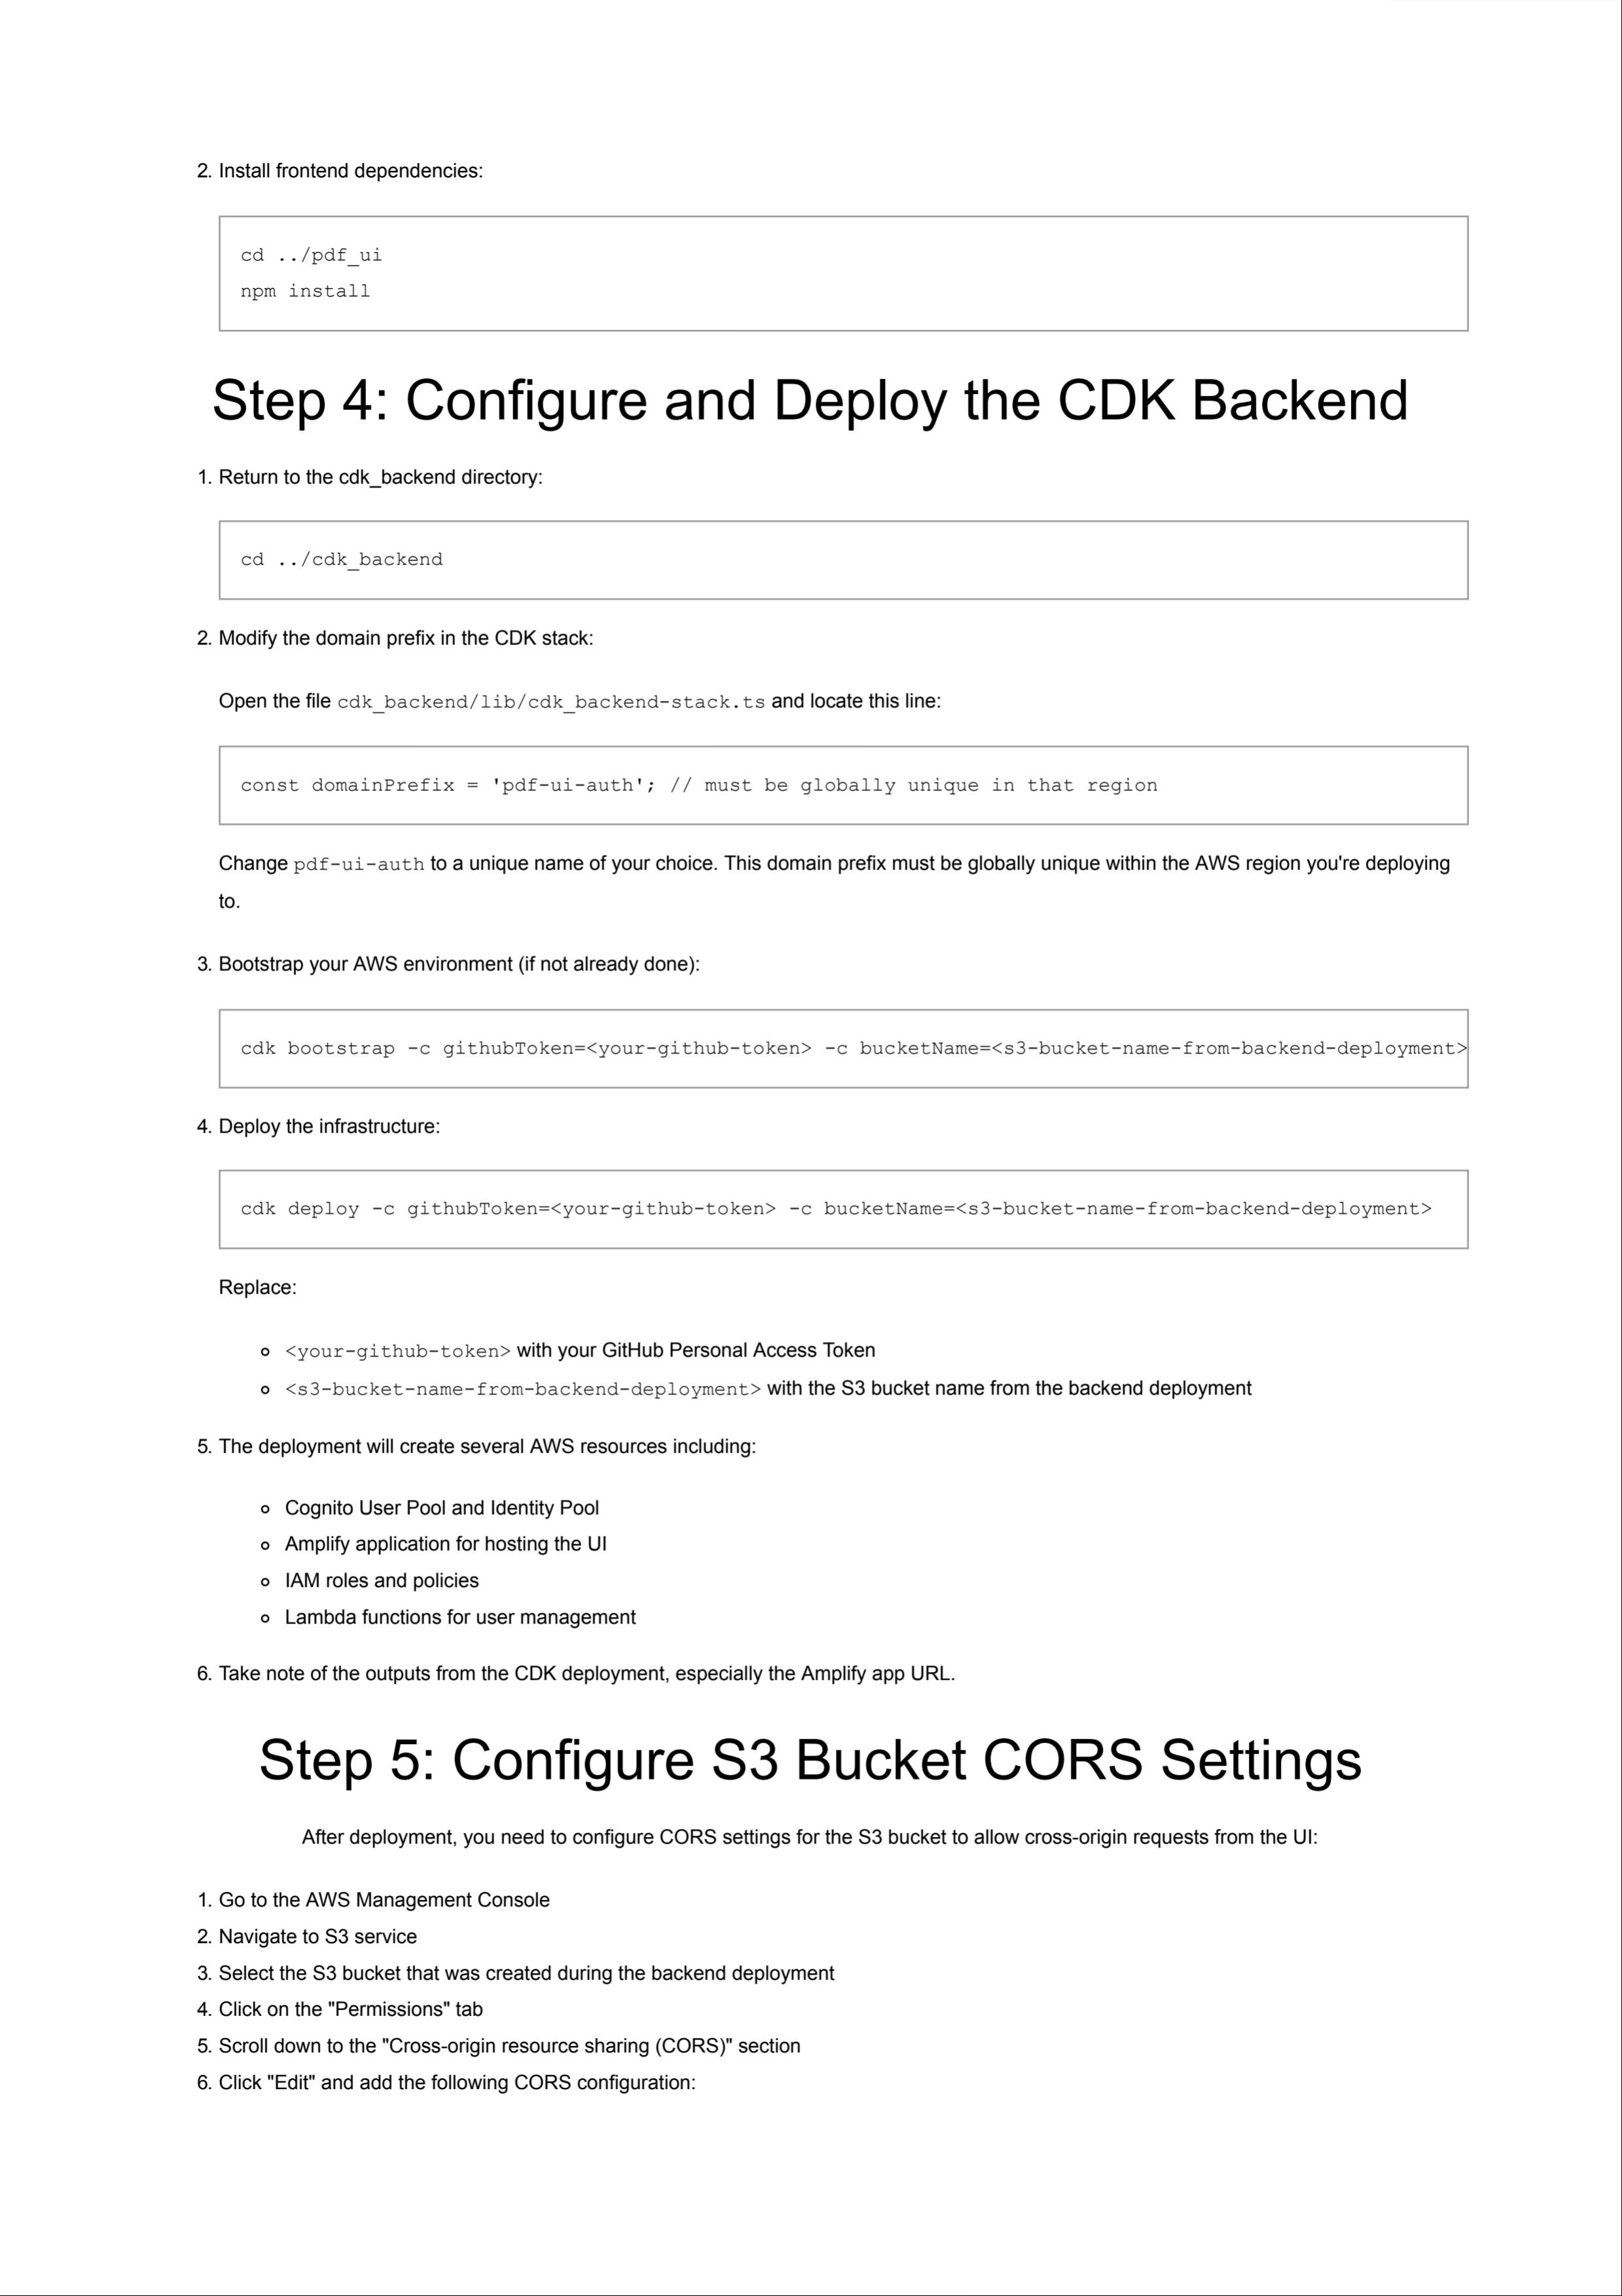 2. Install frontend dependencies:
cd ../pdf_ui
npm install
Step 4: Configure and Deploy the CDK Backend
1. Return to the cdk_backend directory:
cd ../cdk_backend
2. Modify the domain prefix in the CDK stack:
Open the file cdk_backend/lib/cdk_backend-stack.ts and locate this line:
const domainPrefix = 'pdf-ui-auth'; // must be globally unique in that region
Change pdf-ui-auth to a unique name of your choice. This domain prefix must be globally unique within the AWS region you're deploying
to.
3. Bootstrap your AWS environment (if not already done):
cdk bootstrap -c githubToken=<your-github-token> -c bucketName=<s3-bucket-name-from-backend-deployment>
4. Deploy the infrastructure:
cdk deploy -c githubToken=<your-github-token> -c bucketName=<s3-bucket-name-from-backend-deployment>
Replace:
<your-github-token> with your GitHub Personal Access Token
<s3-bucket-name-from-backend-deployment> with the S3 bucket name from the backend deployment
5. The deployment will create several AWS resources including:
Cognito User Pool and Identity Pool
Amplify application for hosting the UI
IAM roles and policies
Lambda functions for user management
6. Take note of the outputs from the CDK deployment, especially the Amplify app URL.
Step 5: Configure S3 Bucket CORS Settings
After deployment, you need to configure CORS settings for the S3 bucket to allow cross-origin requests from the UI:
1. Go to the AWS Management Console
2. Navigate to S3 service
3. Select the S3 bucket that was created during the backend deployment
4. Click on the "Permissions" tab
5. Scroll down to the "Cross-origin resource sharing (CORS)" section
6. Click "Edit" and add the following CORS configuration: